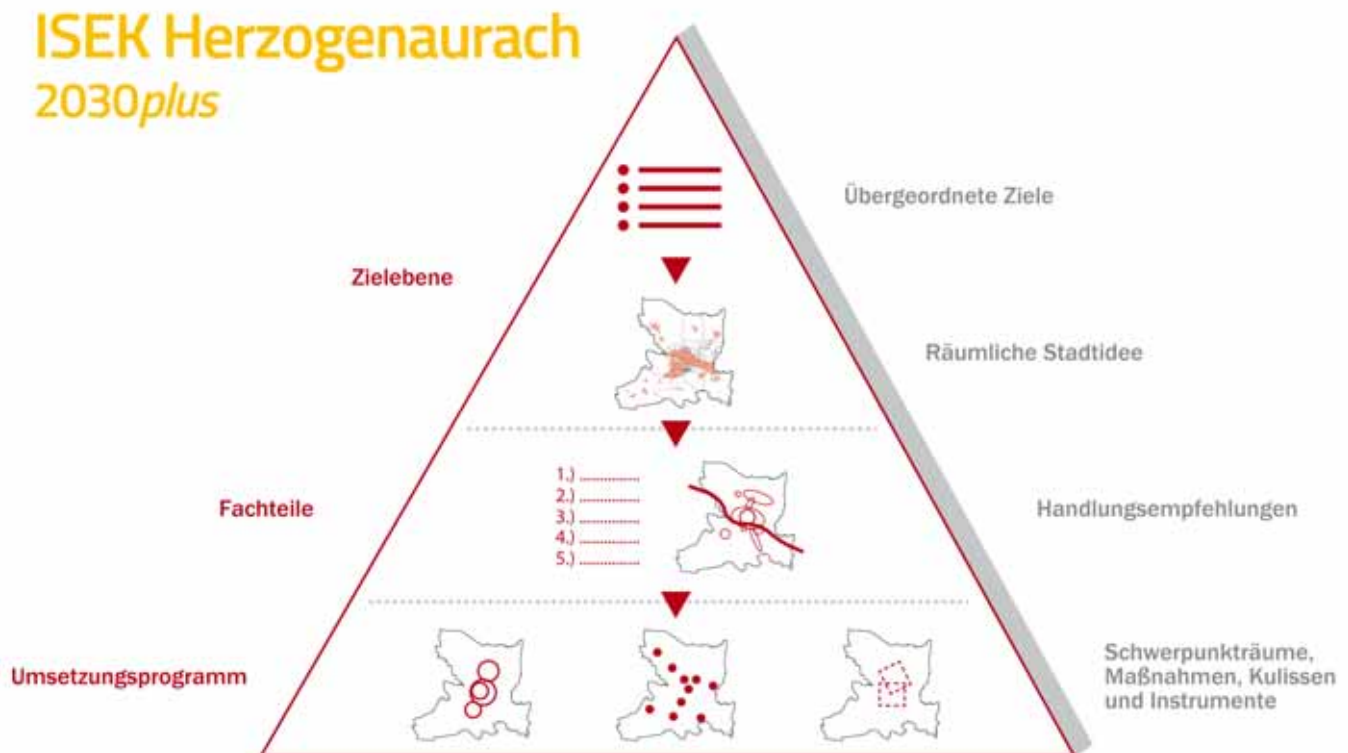 ISEK Herzogenaurach
2030plus
Übergeordnete Ziele
Zielebene
Räumliche Stadtidee
1.) ............
2.) ............
3.) ............
4.) ............
5.) ............
Fachteile
Handlungsempfehlungen
Umsetzungsprogramm
Schwerpunkträume,
Maßnahmen, Kulissen
und Instrumente